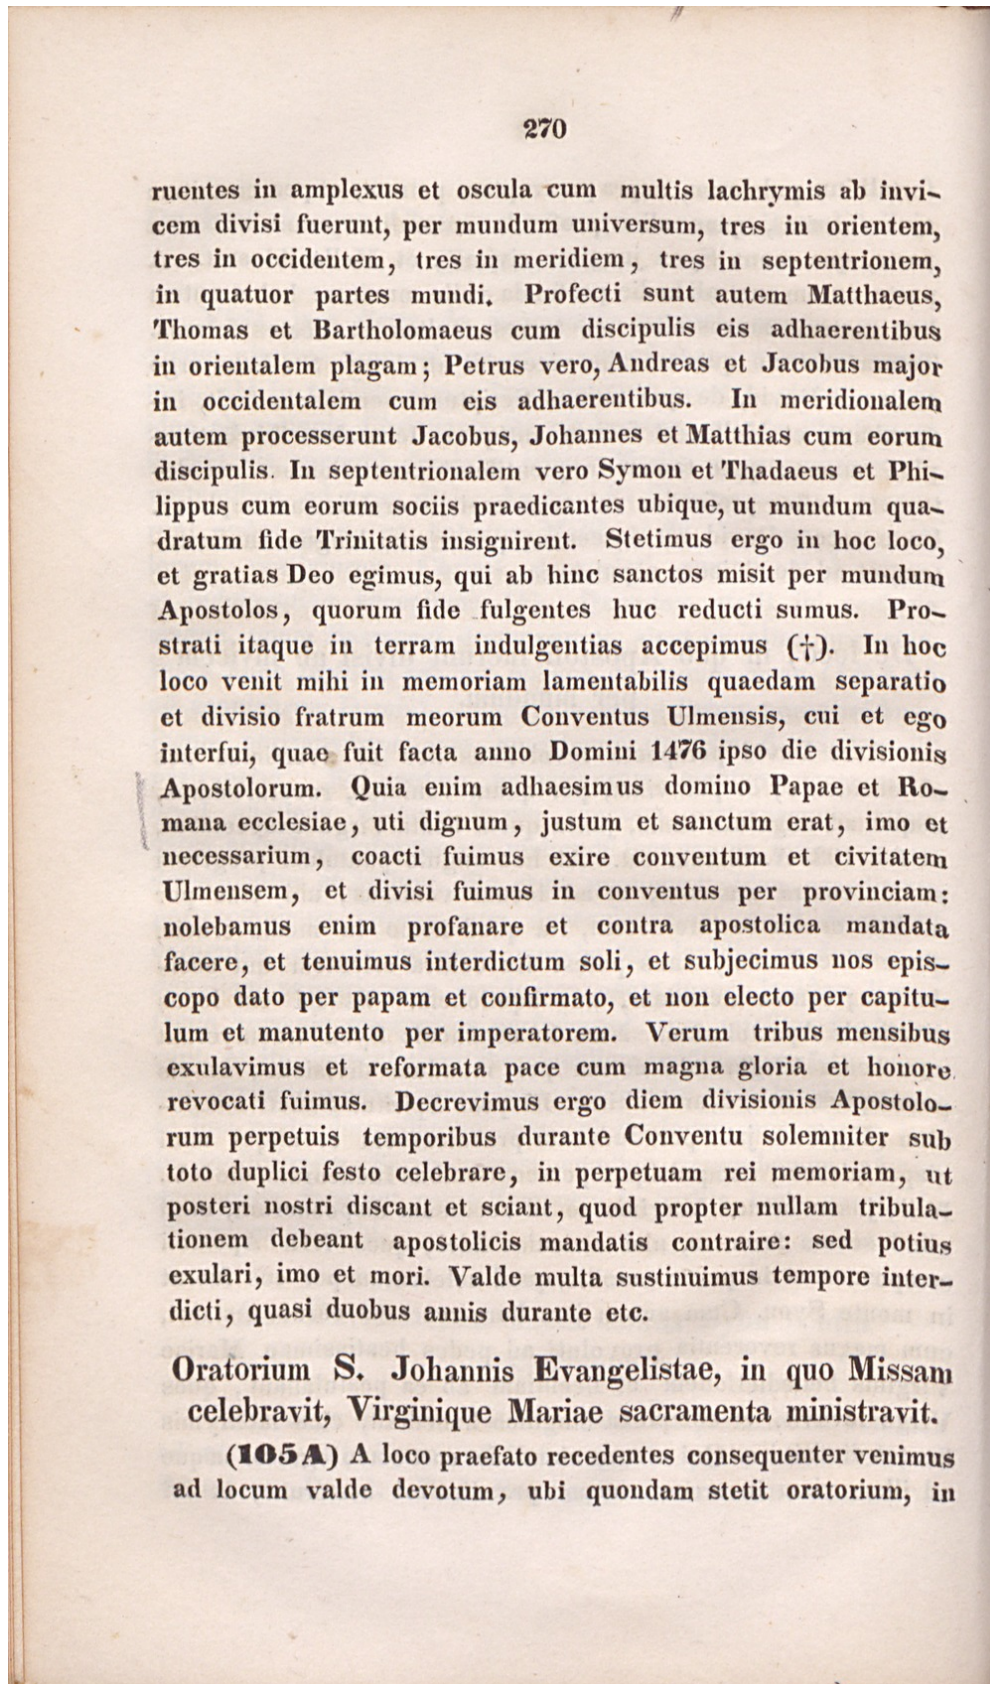 270
ruentes in amplexus et oscula cum multis lachrymis ab invi-
cem divisi fuerunt, per mundum universum, tres in orientem,
tres in occidentem, tres in meridiem, tres in septentrionem,
in quatuor partes mundi. Profecti sunt autem Matthaeus,
Thomas et Bartholomaeus cum discipulis eis adhaerentibus
in orientalem plagam; Petrus vero, Andreas et Jacobus major
in occidentalem cum eis adhaerentibus. In meridionalem
autem processerunt Jacobus, Johannes et Matthias cum eorum
discipulis. In septentrionalem vero Symon et Thadaeus et Phi-
lippus cum eorum sociis praedicantes ubique, ut mundum qua-
dratum fide Trinitatis insignirent. Stetimus ergo in hoc loco,
et gratias Deo egimus, qui ab hinc sanctos misit per mundum
Apostolos, quorum fide fulgentes huc reducti sumus. Pro-
strati itaque in terram indulgentias accepimus (†). In hoc
loco venit mihi in memoriam lamentabilis quaedam separatio
et divisio fratrum meorum Conventus Ulmensis, cui et ego
interfui, quae fuit facta anno Domini 1476 ipso die divisionis
Apostolorum. Quia enim adhaesimus domino Papae et Ro-
mana ecclesiae, uti dignum, justum et sanctum erat, imo et
necessarium, coacti fuimus exire conventum et civitatem
Ulmensem, et divisi fuimus in conventus per provinciam:
nolebamus enim profanare et contra apostolica mandata
facere, et tenuimus interdictum soli, et subjecimus nos epis-
copo dato per papam et confirmato, et non electo per capitu-
lum et manutento per imperatorem. Verum tribus mensibus
exulavimus et reformata pace cum magna gloria et honore
revocati fuimus. Decrevimus ergo diem divisionis Apostolo-
rum perpetuis temporibus durante Conventu solemniter sub
toto duplici festo celebrare, in perpetuam rei memoriam, ut
posteri nostri discant et sciant, quod propter nullam tribula-
tionem debeant apostolicis mandatis contraire: sed potius
exulari, imo et mori. Valde multa sustinuimus tempore inter-
dicti, quasi duobus annis durante etc.
Oratorium S. Johannis Evangelistae, in quo Missam
celebravit, Virginique Mariae sacramenta ministravit.
(105 A) A loco praefato recedentes consequenter venimus
ad locum valde devotum, ubi quondam stetit oratorium, in